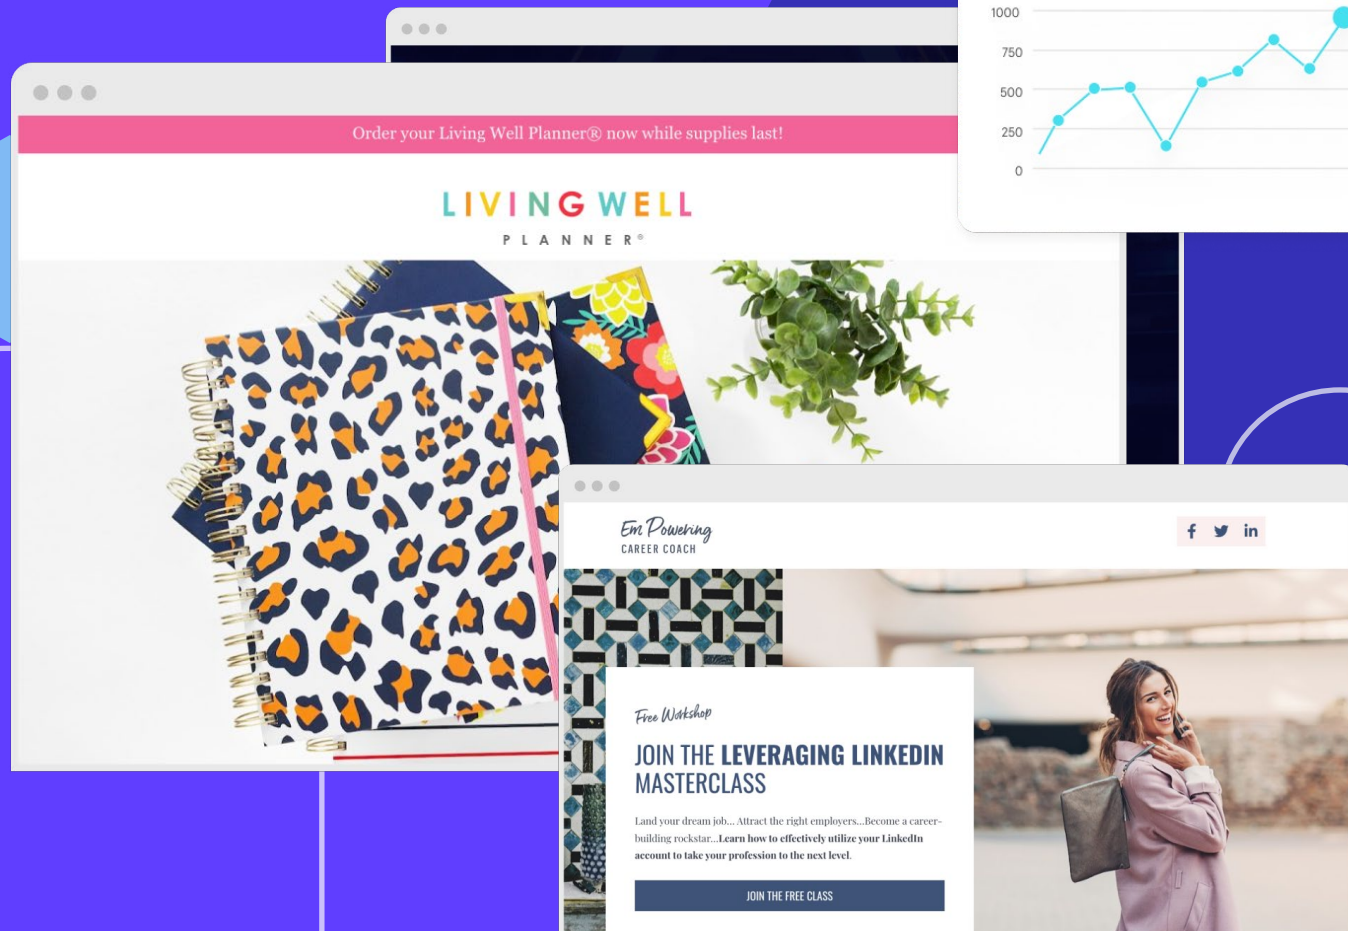 1000
750
500
250
0
Order your Living Well Planner® now while supplies last!
LIVING WELL
PLANNER®
Em Powering
CAREER COACH
Free Workshop
JOIN THE LEVERAGING LINKEDIN
MASTERCLASS
Land your dream job... Attract the right employers...Become a career-
building rockstar...Learn how to effectively utilize your LinkedIn
account to take your profession to the next level.
JOIN THE FREE CLASS